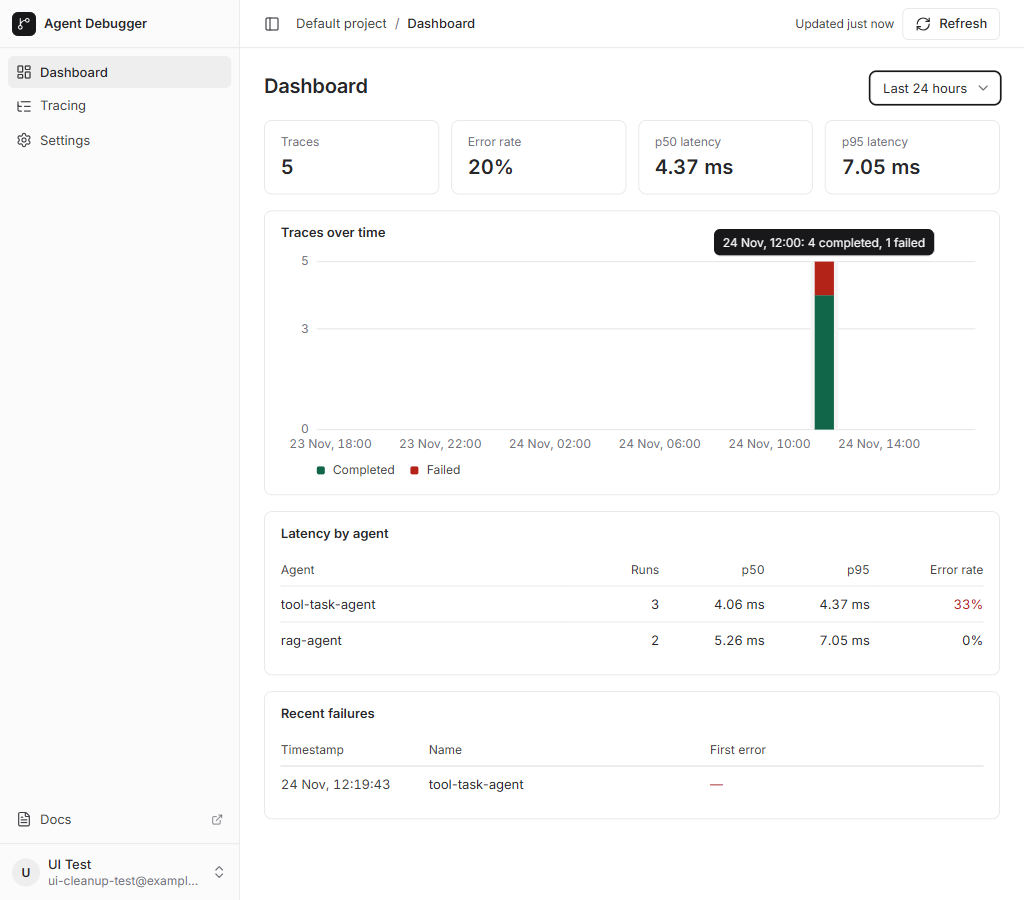 Agent Debugger
Default project / Dashboard
Updated just now
Refresh
Dashboard
Tracing
Settings
Dashboard
Last 24 hours
Traces
5
Error rate
20%
p50 latency
4.37 ms
p95 latency
7.05 ms
Traces over time
24 Nov, 12:00: 4 completed, 1 failed
5
3
0
23 Nov, 18:00 23 Nov, 22:00 24 Nov, 02:00 24 Nov, 06:00 24 Nov, 10:00 24 Nov, 14:00
Completed Failed
Latency by agent
Agent Runs p50 p95 Error rate
tool-task-agent 3 4.06 ms 4.37 ms 33%
rag-agent 2 5.26 ms 7.05 ms 0%
Recent failures
Timestamp Name First error
24 Nov, 12:19:43 tool-task-agent —
Docs
U
UI Test
ui-cleanup-test@exampl...